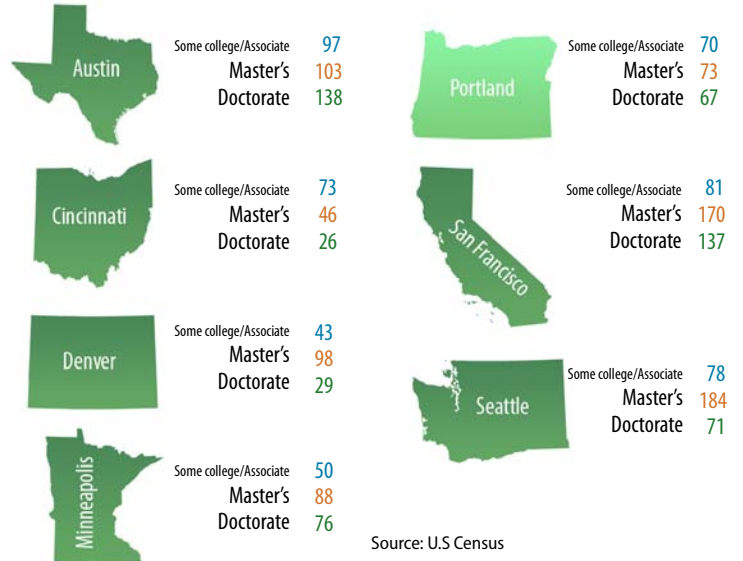 Austin
Some college/Associate 97
Master's 103
Doctorate 138
Cincinnati
Some college/Associate 73
Master's 46
Doctorate 26
Denver
Some college/Associate 43
Master's 98
Doctorate 29
Minneapolis
Some college/Associate 50
Master's 88
Doctorate 76
Portland
Some college/Associate 70
Master's 73
Doctorate 67
San Francisco
Some college/Associate 81
Master's 170
Doctorate 137
Seattle
Some college/Associate 78
Master's 184
Doctorate 71
Source: U.S Census